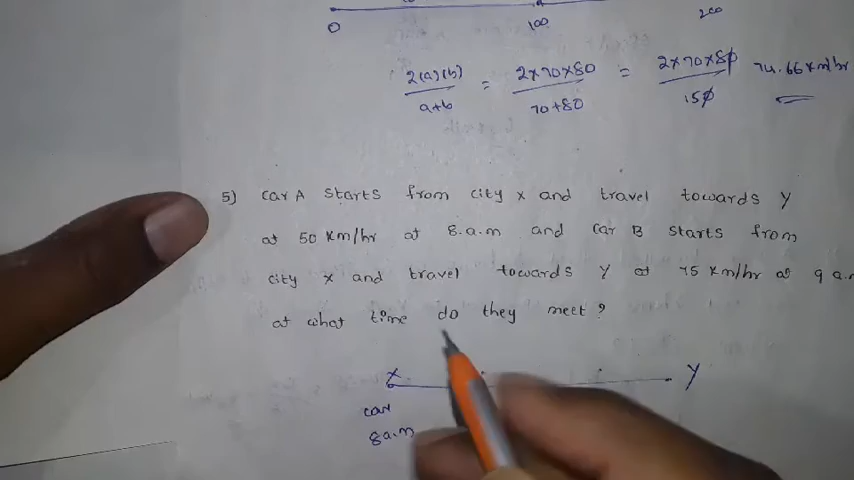 0 100 200
2(a)(b) / a+b = 2×70×80 / 70+80 = 2×70×80 / 150 74.66 km/hr
5) car A starts from city x and travel towards y
at 50 km/hr at 8.a.m and car B starts from
city x and travel towards y at 75 km/hr at 9 a.m
at what time do they meet?
x y
car
8a.m